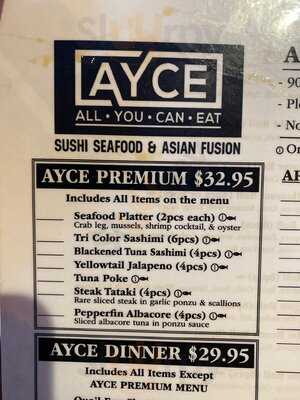 AYCE
ALL • YOU • CAN • EAT
SUSHI SEAFOOD & ASIAN FUSION
AYCE PREMIUM $32.95
Includes All Items on the menu
Seafood Platter (2pcs each)
Crab leg, mussels, shrimp cocktail, & oyster
Tri Color Sashimi (6pcs)
Blackened Tuna Sashimi (4pcs)
Yellowtail Jalapeno (4pcs)
Tuna Poke
Steak Tataki (4pcs)
Rare sliced steak in garlic ponzu & scallions
Pepperfin Albacore (4pcs)
Sliced albacore tuna in ponzu sauce
AYCE DINNER $29.95
Includes All Items Except
AYCE PREMIUM MENU
A
- 90
- Pl
- No